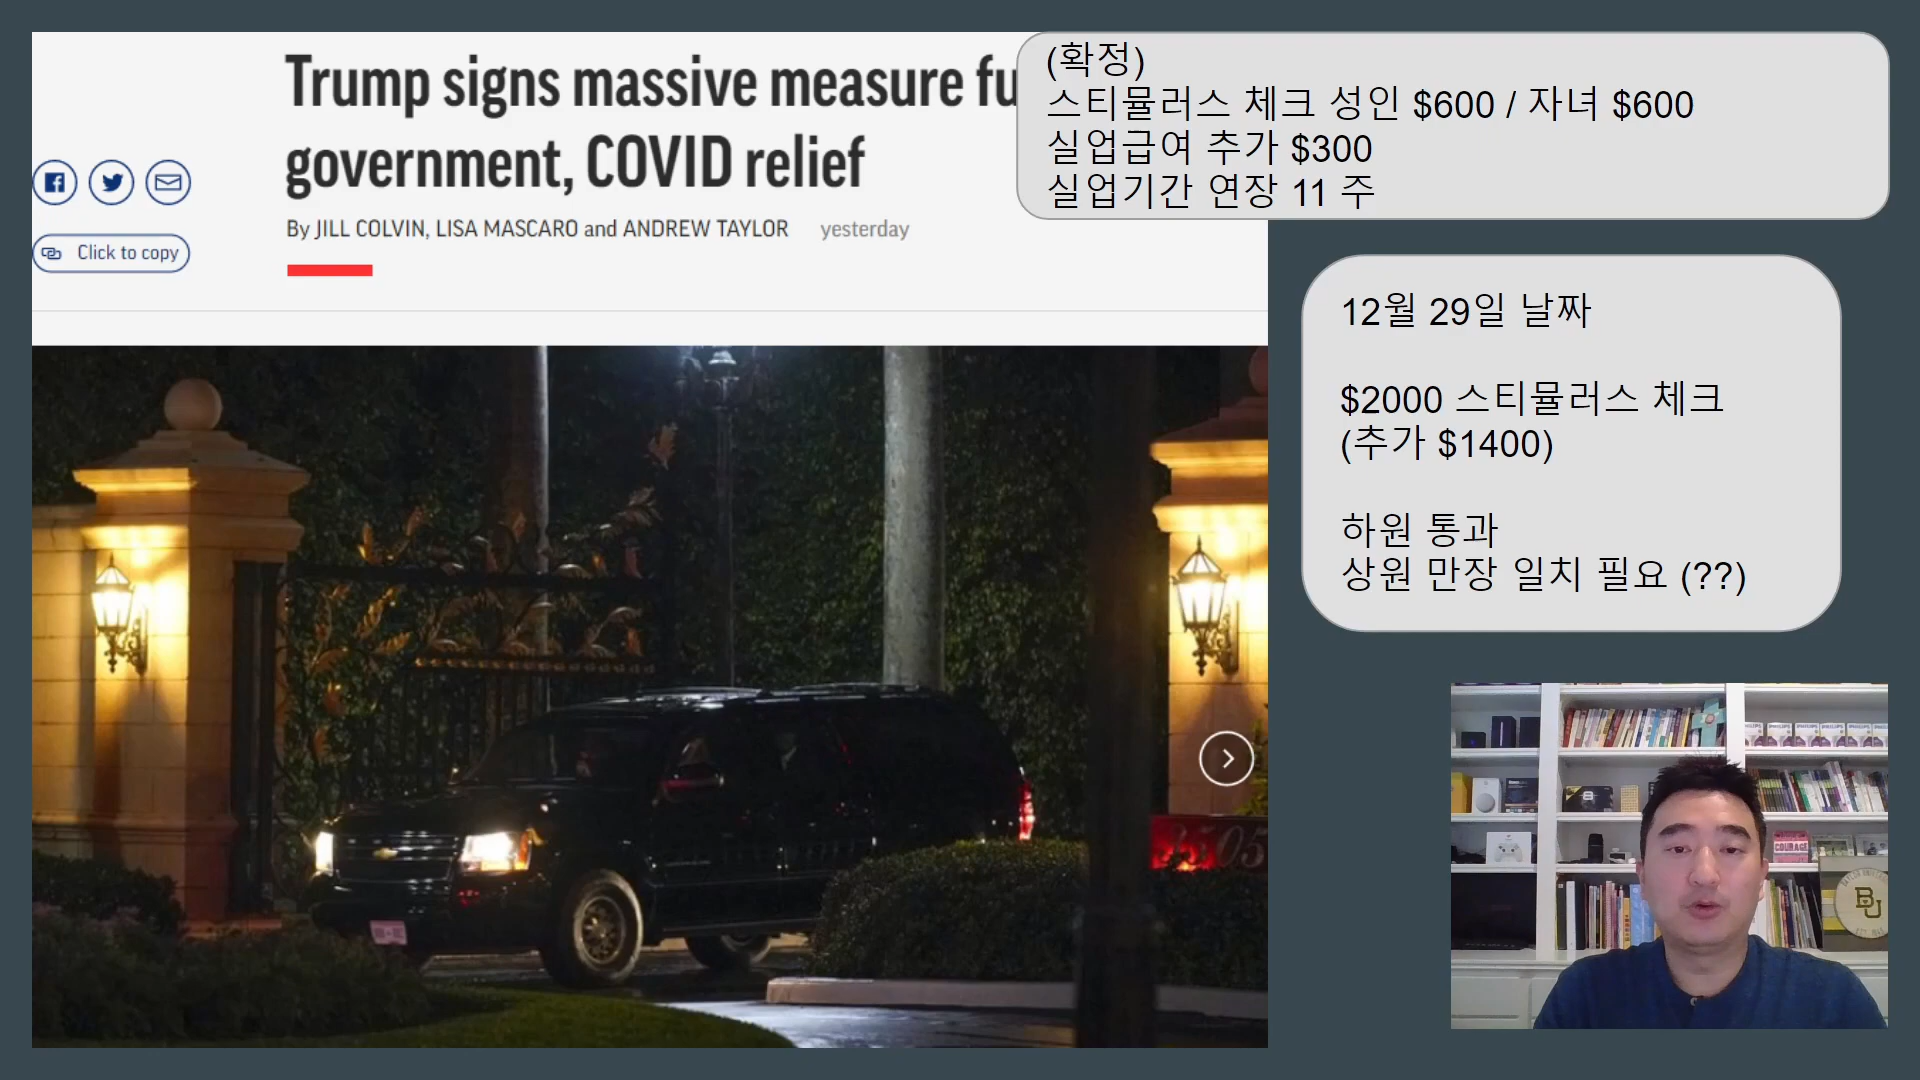 Trump signs massive measure fu
government, COVID relief
By JILL COLVIN, LISA MASCARO and ANDREW TAYLOR yesterday
Click to copy
(확정)
스티뮬러스 체크 성인 $600 / 자녀 $600
실업급여 추가 $300
실업기간 연장 11 주
12월 29일 날짜
$2000 스티뮬러스 체크
(추가 $1400)
하원 통과
상원 만장 일치 필요 (??)
COURAGE
BU